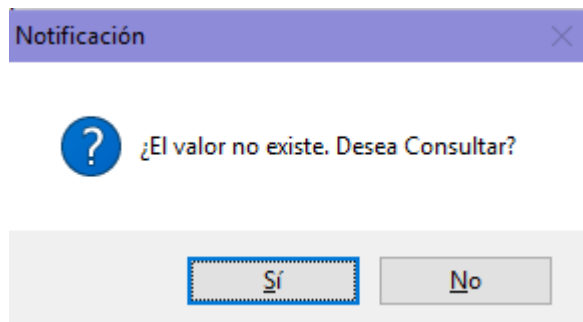 Notificación
¿El valor no existe. Desea Consultar?
Sí
No